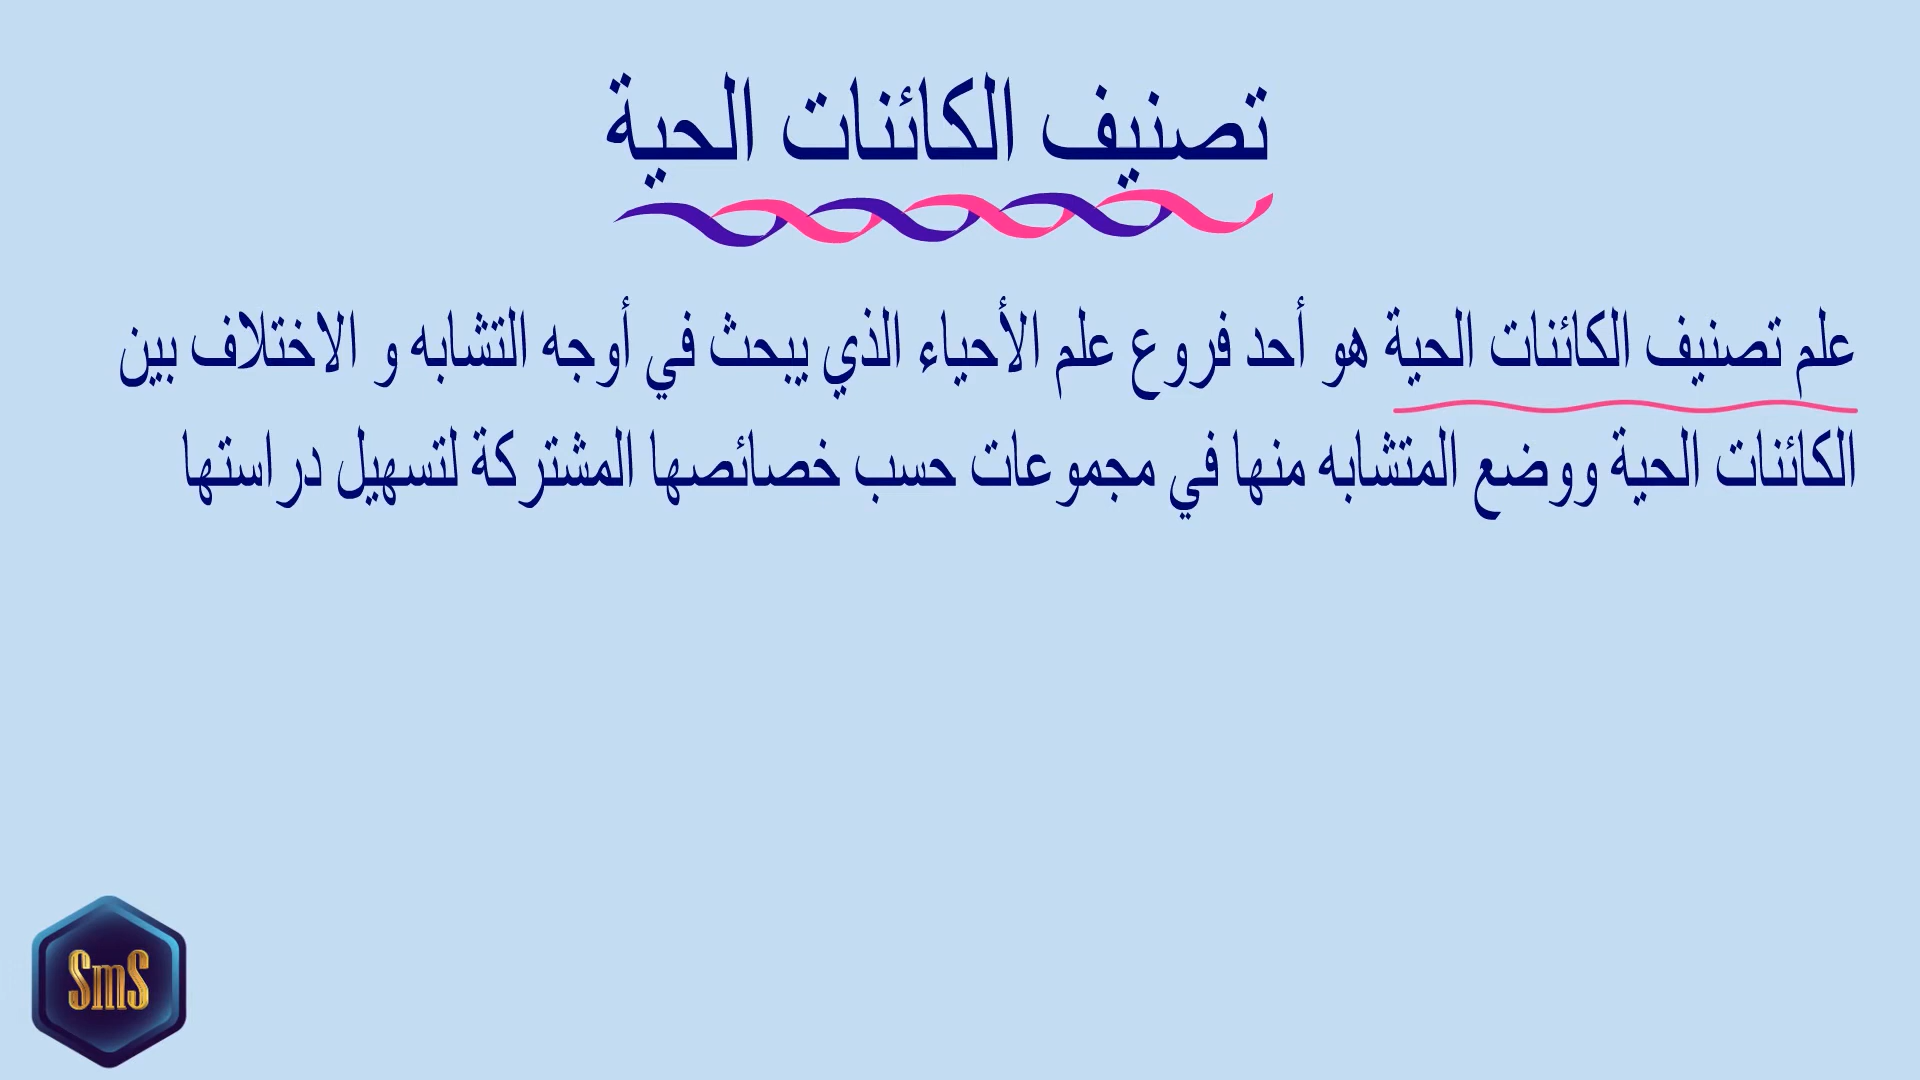 تصنيف الكائنات الحية
علم تصنيف الكائنات الحية هو أحد فروع علم الأحياء الذي يبحث في أوجه التشابه و الاختلاف بين
الكائنات الحية ووضع المتشابه منها في مجموعات حسب خصائصها المشتركة لتسهيل دراستها
SmS